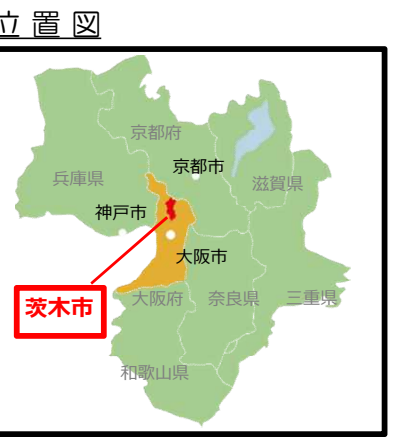 位置図
京都府
京都市
兵庫県
滋賀県
神戸市
大阪市
茨木市
大阪府
奈良県
三重県
和歌山県